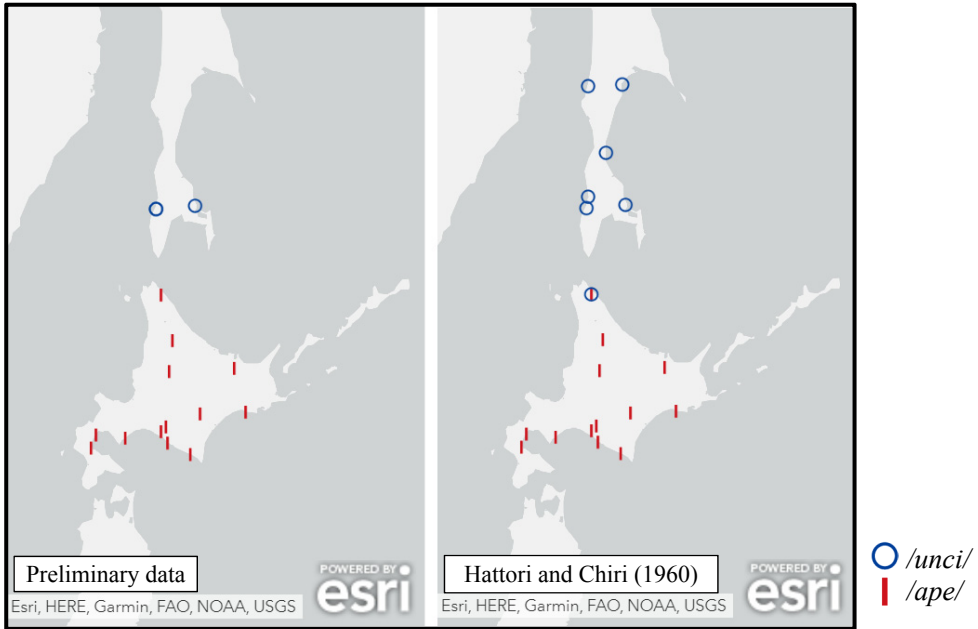 Preliminary data
POWERED BY
esri
Esri, HERE, Garmin, FAO, NOAA, USGS
Hattori and Chiri (1960)
POWERED BY
esri
Esri, HERE, Garmin, FAO, NOAA, USGS
/unci/
/ape/